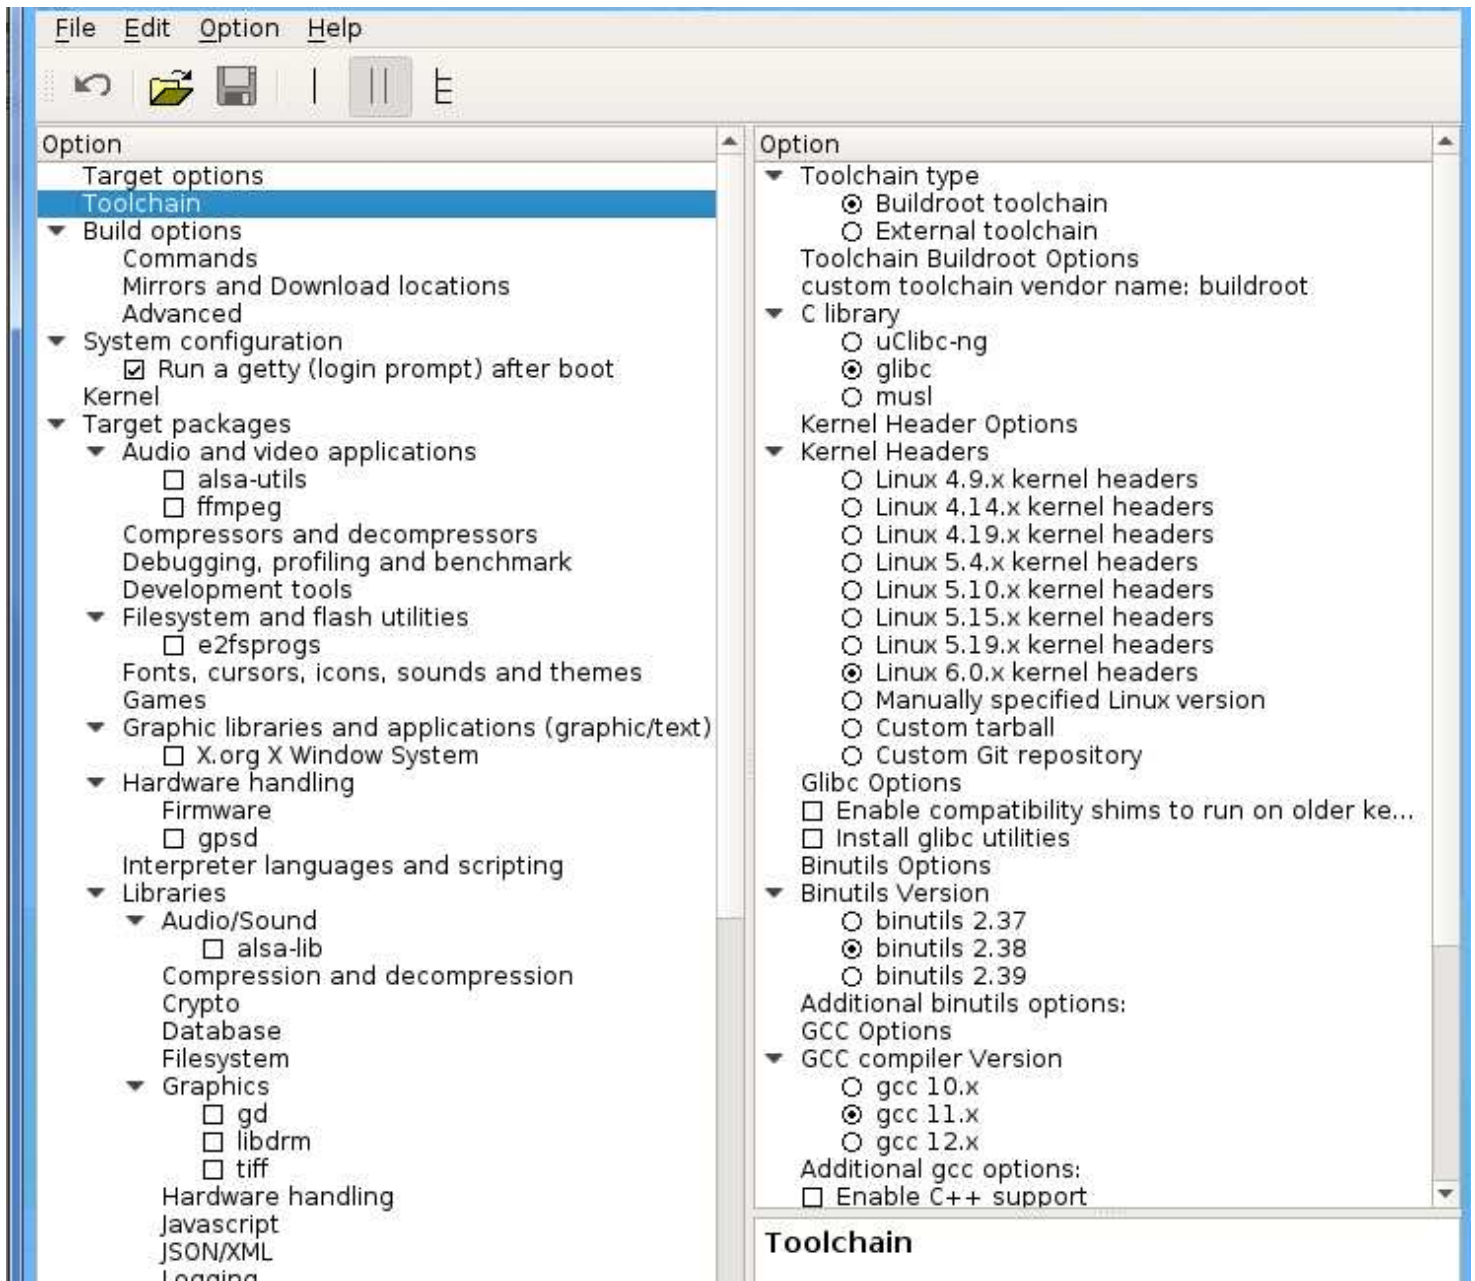 File Edit Option Help
Option
Target options
Toolchain
Build options
Commands
Mirrors and Download locations
Advanced
System configuration
Run a getty (login prompt) after boot
Kernel
Target packages
Audio and video applications
alsa-utils
ffmpeg
Compressors and decompressors
Debugging, profiling and benchmark
Development tools
Filesystem and flash utilities
e2fsprogs
Fonts, cursors, icons, sounds and themes
Games
Graphic libraries and applications (graphic/text)
X.org X Window System
Hardware handling
Firmware
gpsd
Interpreter languages and scripting
Libraries
Audio/Sound
alsa-lib
Compression and decompression
Crypto
Database
Filesystem
Graphics
gd
libdrm
tiff
Hardware handling
Javascript
JSON/XML
Logging
Option
Toolchain type
Buildroot toolchain
External toolchain
Toolchain Buildroot Options
custom toolchain vendor name: buildroot
C library
uClibc-ng
glibc
musl
Kernel Header Options
Kernel Headers
Linux 4.9.x kernel headers
Linux 4.14.x kernel headers
Linux 4.19.x kernel headers
Linux 5.4.x kernel headers
Linux 5.10.x kernel headers
Linux 5.15.x kernel headers
Linux 5.19.x kernel headers
Linux 6.0.x kernel headers
Manually specified Linux version
Custom tarball
Custom Git repository
Glibc Options
Enable compatibility shims to run on older ke...
Install glibc utilities
Binutils Options
Binutils Version
binutils 2.37
binutils 2.38
binutils 2.39
Additional binutils options:
GCC Options
GCC compiler Version
gcc 10.x
gcc 11.x
gcc 12.x
Additional gcc options:
Enable C++ support
Toolchain